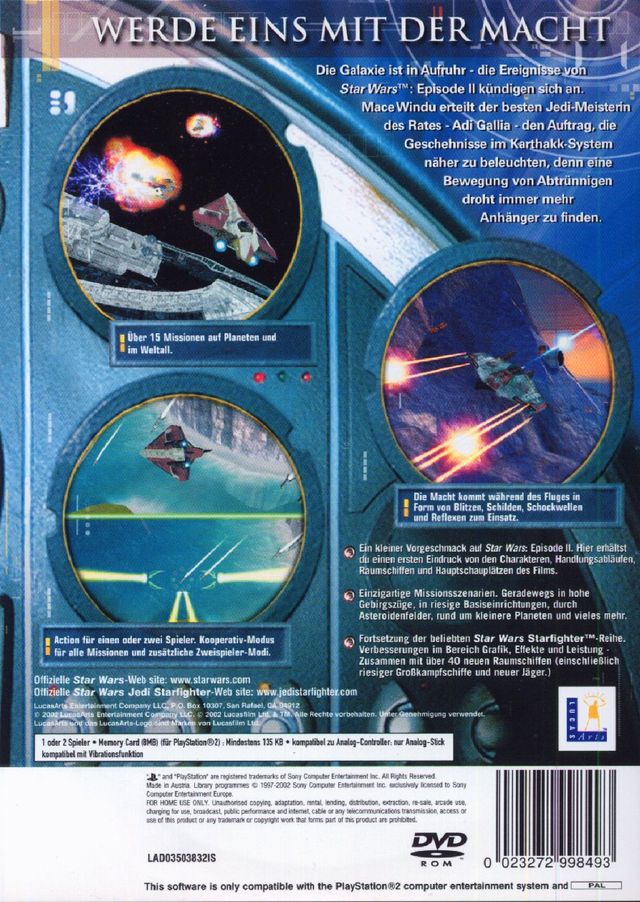 WERDE EINS MIT DER MACHT
Die Galaxie ist in Aufruhr - die Ereignisse von
Star Wars™: Episode II kündigen sich an.
Mace Windu erteilt der besten Jedi-Meisterin
des Rates - Adi Gallia - den Auftrag, die
Geschehnisse im Karthakk-System
näher zu beleuchten, denn eine
Bewegung von Abtrünnigen
droht immer mehr
Anhänger zu finden.
Über 15 Missionen auf Planeten und
im Weltall.
Die Macht kommt während des Fluges in
Form von Blitzen, Schilden, Schockwellen
und Reflexen zum Einsatz.
Action für einen oder zwei Spieler. Kooperativ-Modus
für alle Missionen und zusätzliche Zweispieler-Modi.
Ein kleiner Vorgeschmack auf Star Wars: Episode II. Hier erhältst
du einen ersten Eindruck von den Charakteren, Handlungsabläufen,
Raumschiffen und Hauptschauplätzen des Films.
Einzigartige Missionsszenarien. Geradewegs in hohe
Gebirgszüge, in riesige Basiseinrichtungen, durch
Asteroidenfelder, rund um kleinere Planeten und vieles mehr.
Fortsetzung der beliebten Star Wars Starfighter™-Reihe.
Verbesserungen im Bereich Grafik, Effekte und Leistung -
Zusammen mit über 40 neuen Raumschiffen (einschließlich
riesiger Großkampfschiffe und neuer Jäger.)
Offizielle Star Wars-Web site: www.starwars.com
Offizielle Star Wars Jedi Starfighter-Web site: www.jedistarfighter.com
LucasArts Entertainment Company LLC, P.O. Box 10307, San Rafael, CA 94912
© 2002 LucasArts Entertainment Company LLC. © 2002 Lucasfilm Ltd. & TM. Alle Rechte vorbehalten. Unter Genehmigung verwendet.
LucasArts und das LucasArts-Logo sind Marken von Lucasfilm Ltd.
LUCAS
Arts
1 oder 2 Spieler • Memory Card (8MB) (für PlayStation®2) : Mindestens 135 KB • kompatibel zu Analog-Controller: nur Analog-Stick
kompatibel mit Vibrationsfunktion
and "PlayStation" are registered trademarks of Sony Computer Entertainment Inc. All Rights Reserved.
Made in Austria. Library programmes © 1997-2002 Sony Computer Entertainment Inc. exclusively licensed to Sony
Computer Entertainment Europe.
FOR HOME USE ONLY. Unauthorised copying, adaptation, rental, lending, distribution, extraction, re-sale, arcade use,
charging for use, broadcast, public performance and internet, cable or any telecommunications transmission, access or
use of this product or any trademark or copyright work that forms part of this product are prohibited.
LAD03503832IS
DVD
ROM
0 023272 998493
This software is only compatible with the PlayStation®2 computer entertainment system and PAL